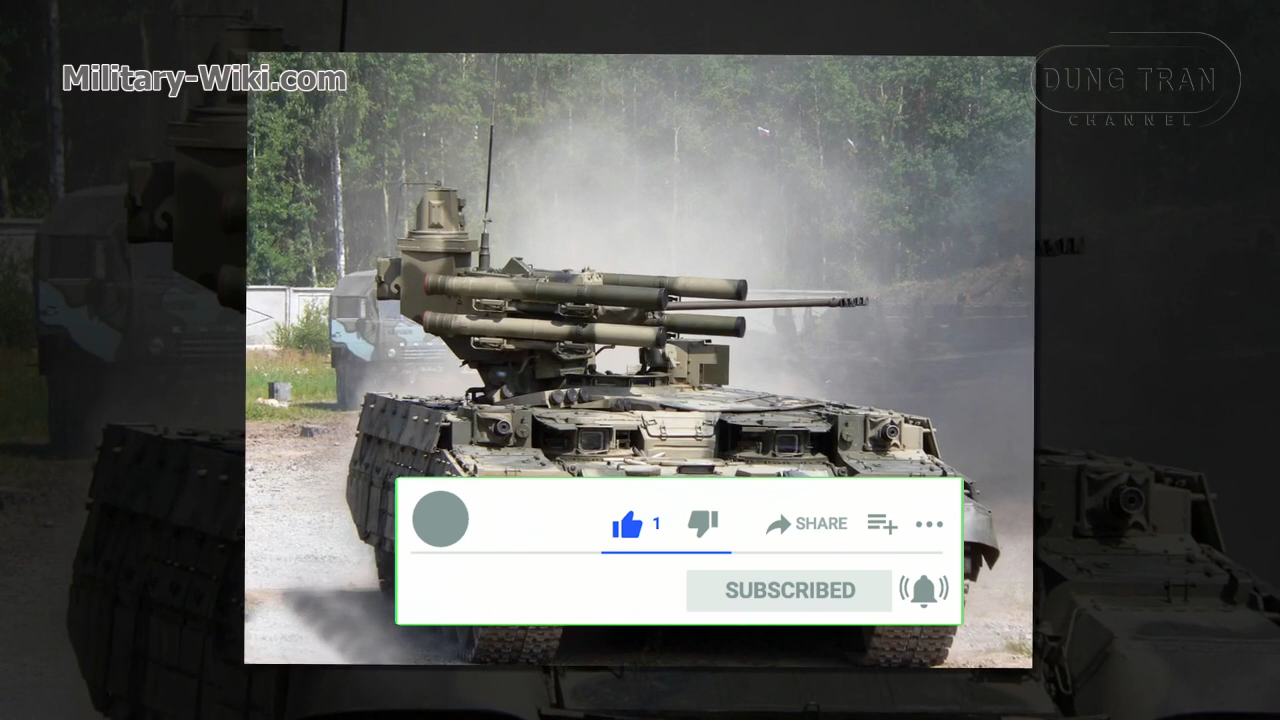 Military-Wiki.com
DUNG TRAN
CHANNEL
1
SHARE
SUBSCRIBED